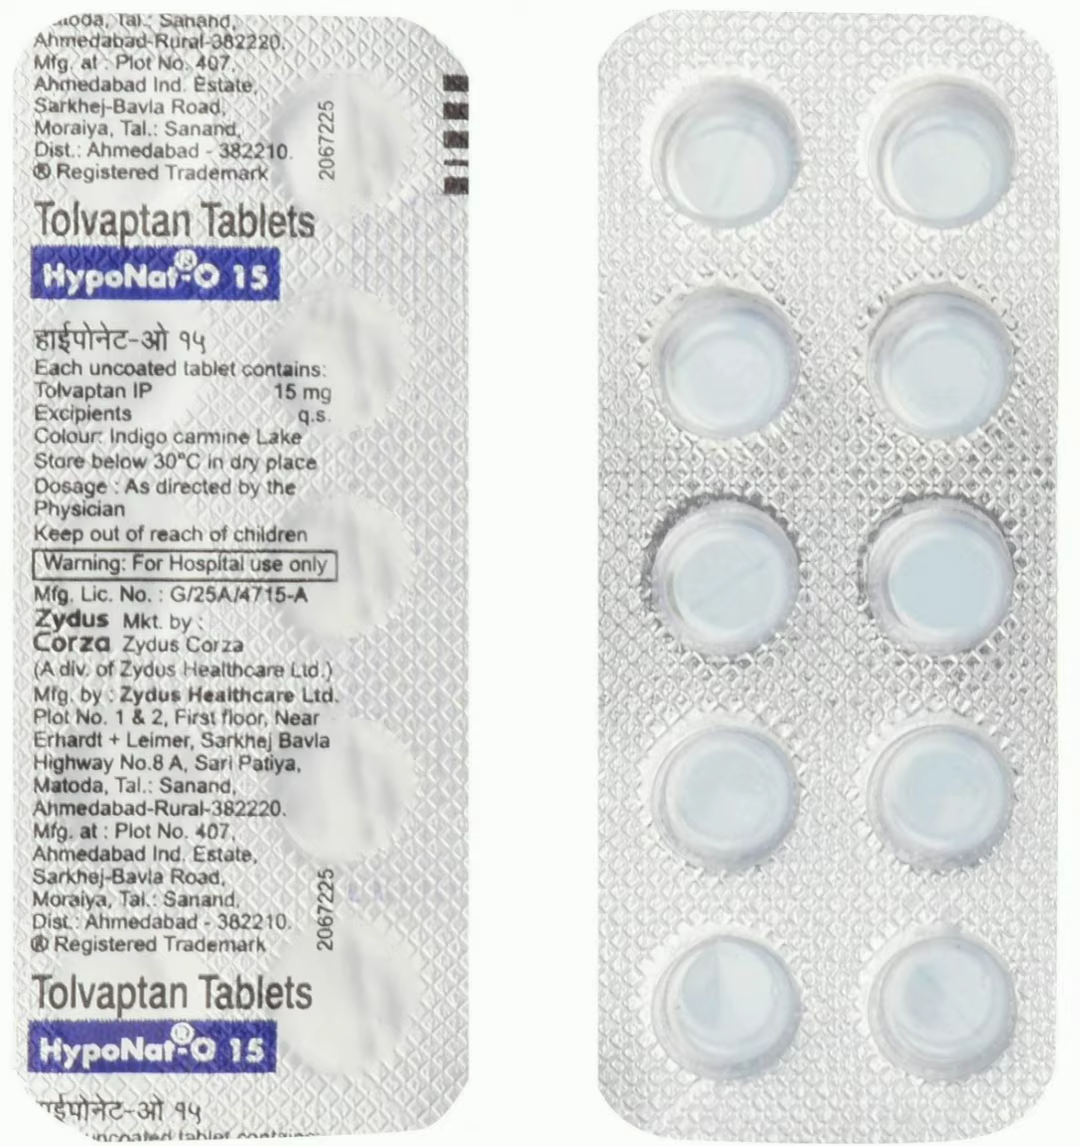 Matoda, Tal.: Sanand,
Ahmedabad-Rural-382220.
Mfg. at : Plot No. 407,
Ahmedabad Ind. Estate,
Sarkhej-Bavla Road,
Moraiya, Tal.: Sanand,
Dist.: Ahmedabad - 382210.
® Registered Trademark
2067225
Tolvaptan Tablets
HypoNat®-O 15
हाईपोनेट-ओ १५
Each uncoated tablet contains:
Tolvaptan IP 15 mg
Excipients q.s.
Colour: Indigo carmine Lake
Store below 30°C in dry place
Dosage : As directed by the
Physician
Keep out of reach of children
Warning: For Hospital use only
Mfg. Lic. No. : G/25A/4715-A
Zydus Mkt. by :
Corza Zydus Corza
(A div. of Zydus Healthcare Ltd.)
Mfg. by : Zydus Healthcare Ltd.
Plot No. 1 & 2, First floor, Near
Erhardt + Leimer, Sarkhej Bavla
Highway No.8 A, Sari Patiya,
Matoda, Tal.: Sanand,
Ahmedabad-Rural-382220.
Mfg. at : Plot No. 407,
Ahmedabad Ind. Estate,
Sarkhej-Bavla Road,
Moraiya, Tal.: Sanand,
Dist.: Ahmedabad - 382210.
® Registered Trademark
2067225
Tolvaptan Tablets
HypoNat®-O 15
हाईपोनेट-ओ १५
uncoated tablet contains